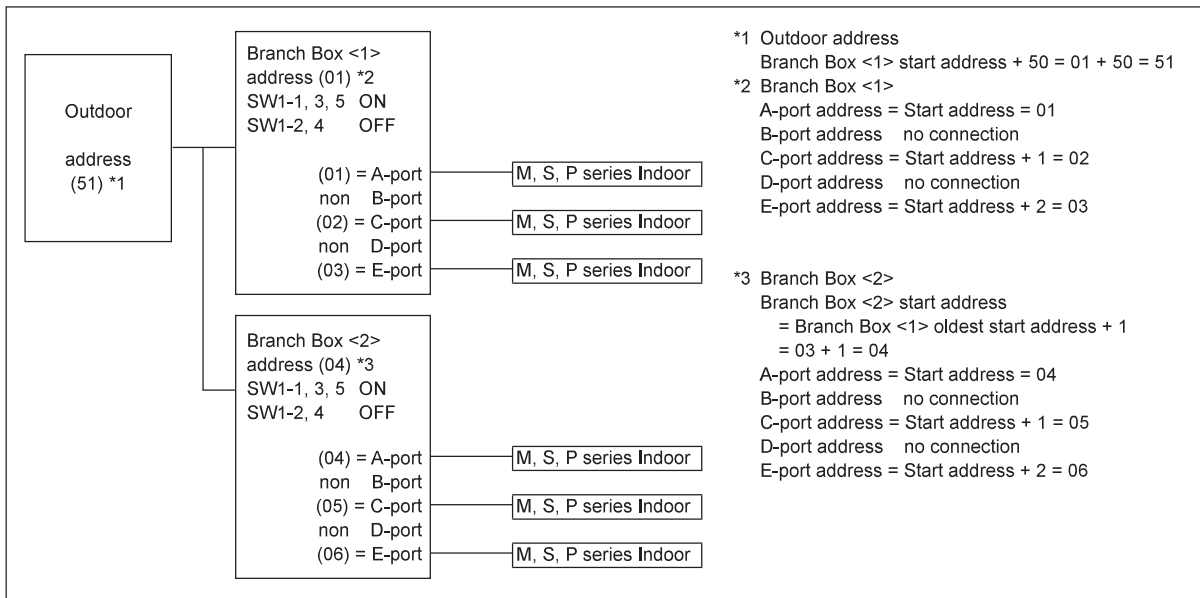 Outdoor
address
(51) *1
Branch Box <1>
address (01) *2
SW1-1, 3, 5 ON
SW1-2, 4 OFF
(01) = A-port
M, S, P series Indoor
non B-port
(02) = C-port
M, S, P series Indoor
non D-port
(03) = E-port
M, S, P series Indoor
Branch Box <2>
address (04) *3
SW1-1, 3, 5 ON
SW1-2, 4 OFF
(04) = A-port
M, S, P series Indoor
non B-port
(05) = C-port
M, S, P series Indoor
non D-port
(06) = E-port
M, S, P series Indoor
*1 Outdoor address
Branch Box <1> start address + 50 = 01 + 50 = 51
*2 Branch Box <1>
A-port address = Start address = 01
B-port address no connection
C-port address = Start address + 1 = 02
D-port address no connection
E-port address = Start address + 2 = 03
*3 Branch Box <2>
Branch Box <2> start address
= Branch Box <1> oldest start address + 1
= 03 + 1 = 04
A-port address = Start address = 04
B-port address no connection
C-port address = Start address + 1 = 05
D-port address no connection
E-port address = Start address + 2 = 06